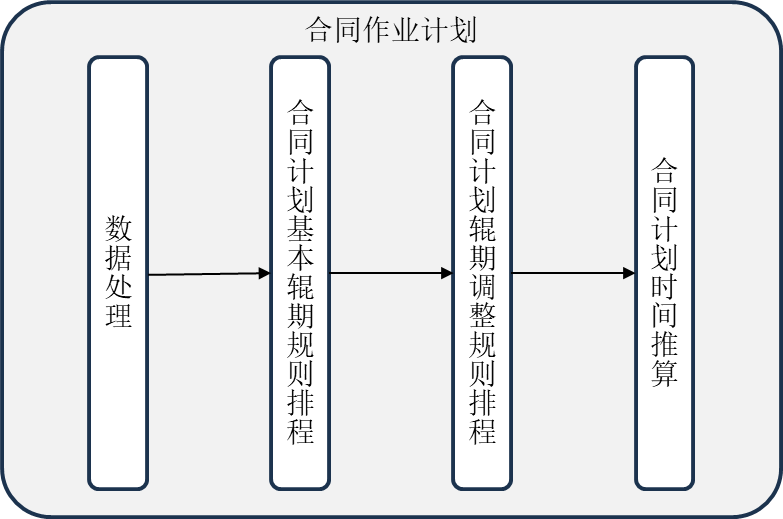 合同作业计划
数据处理
合同计划基本辊期规则排程
合同计划辊期调整规则排程
合同计划时间推算